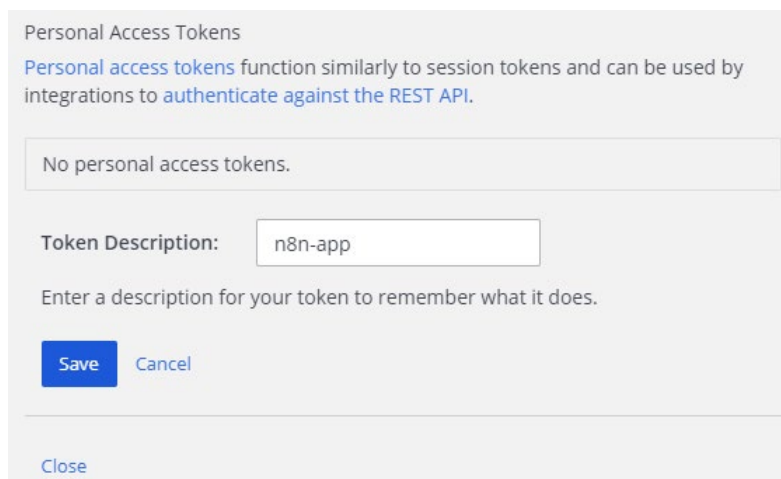 Personal Access Tokens
Personal access tokens function similarly to session tokens and can be used by
integrations to authenticate against the REST API.
No personal access tokens.
Token Description: n8n-app
Enter a description for your token to remember what it does.
Save Cancel
Close